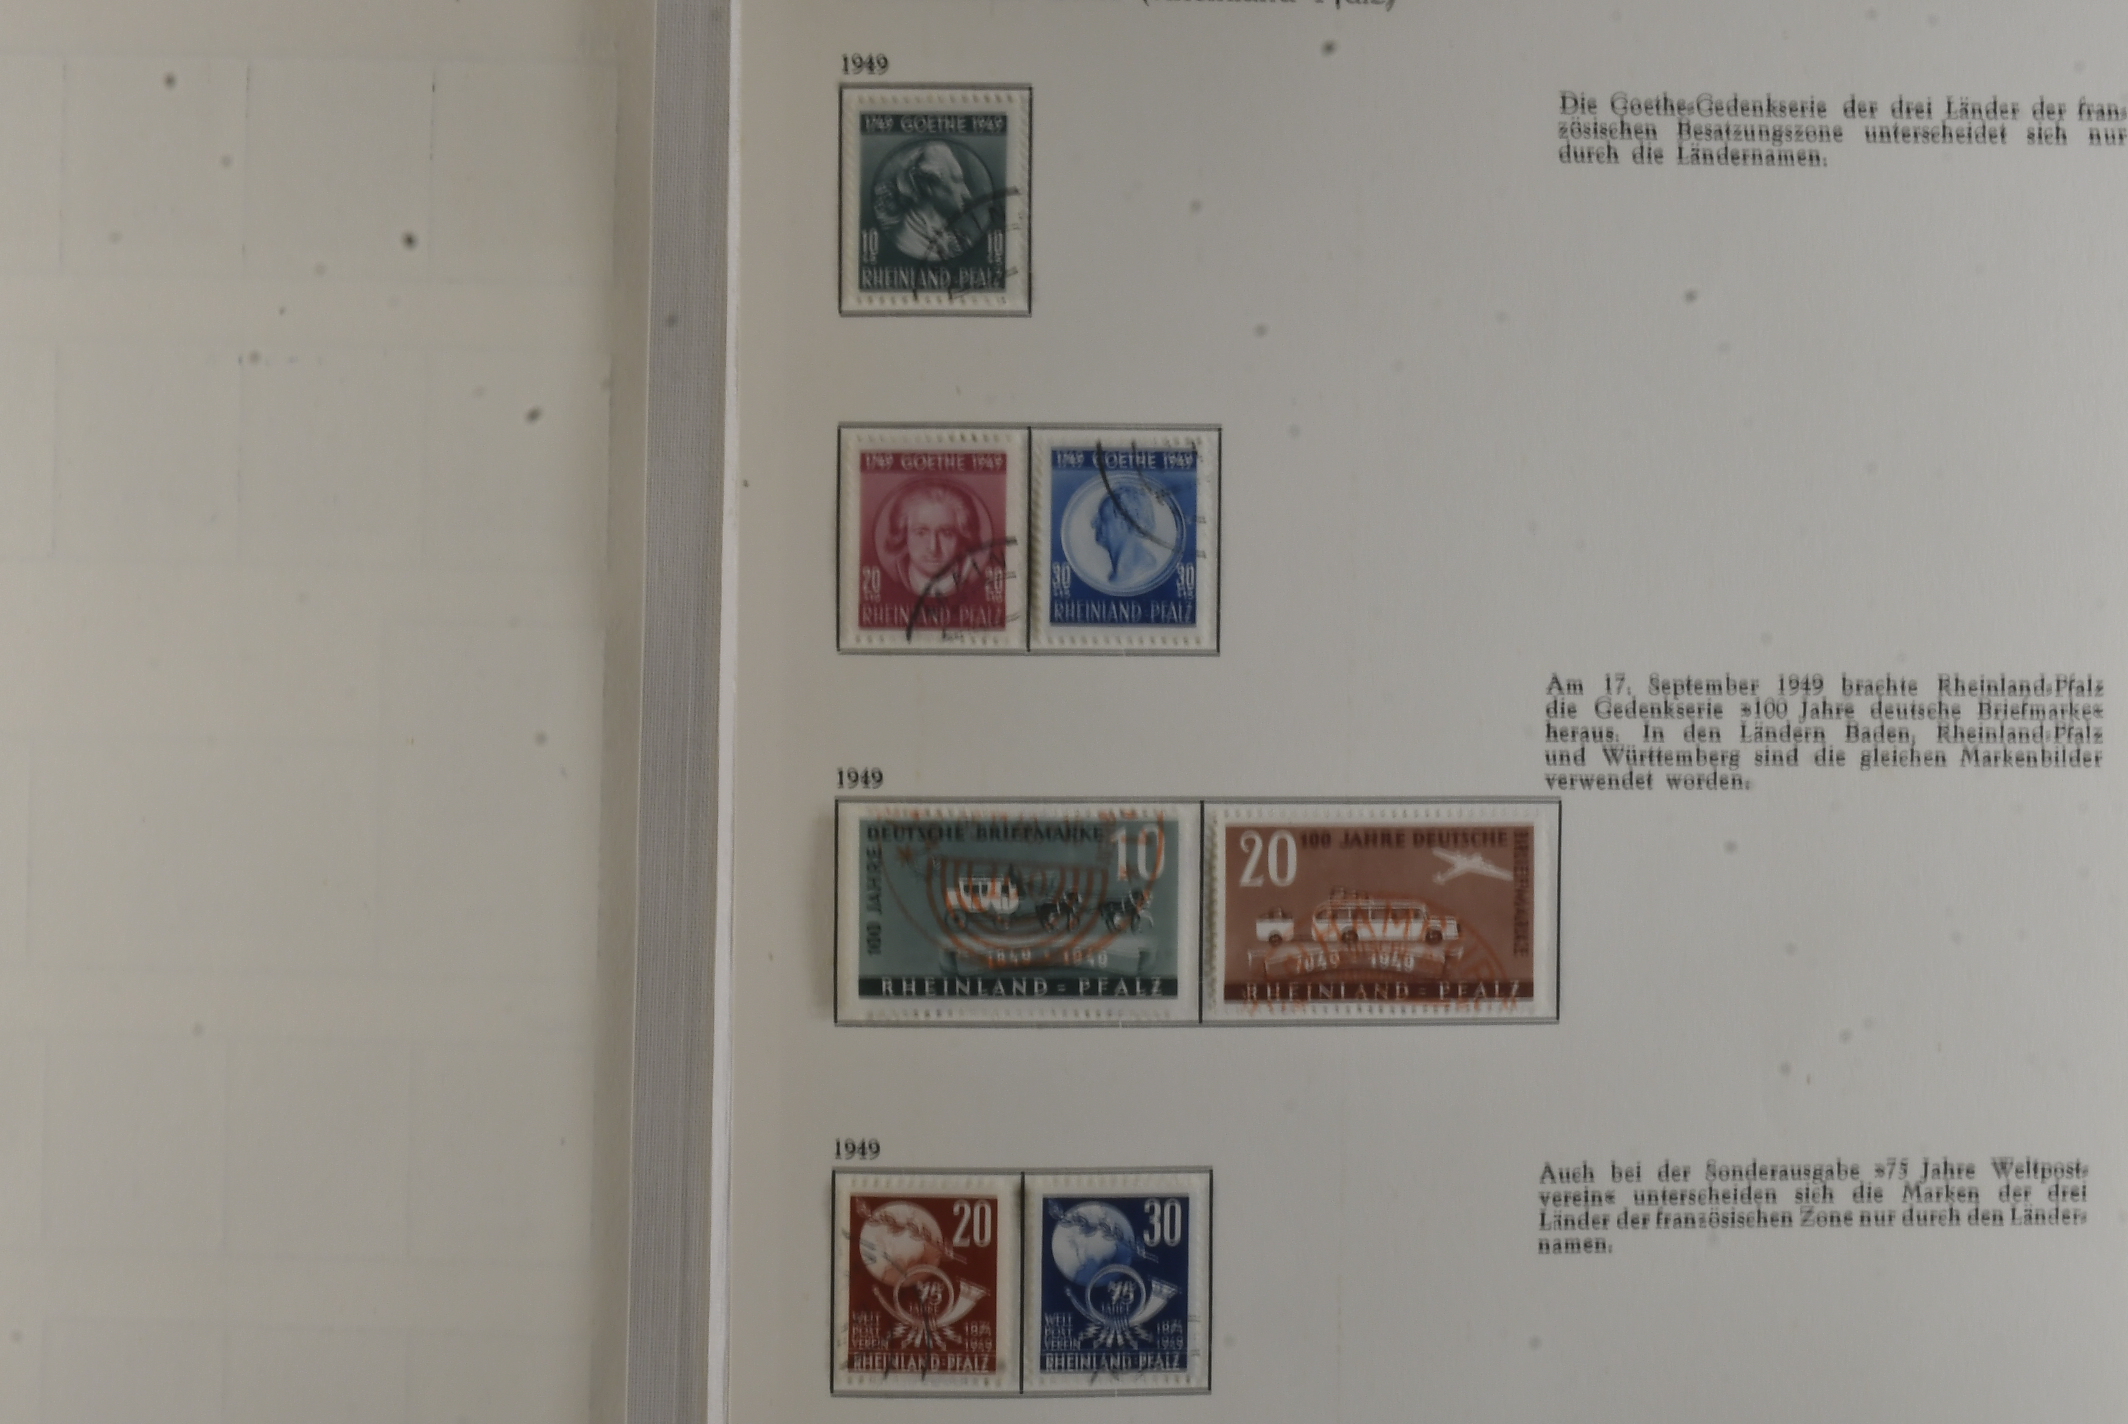 1949
Die Goethe-Gedenkserie der drei Länder der fran-
zösischen Besatzungszone unterscheidet sich nur
durch die Ländernamen.
1749 GOETHE 1949
10 10
RHEINLAND-PFALZ
1749 GOETHE 1949
20 20
RHEINLAND-PFALZ
1749 GOETHE 1949
30 30
RHEINLAND-PFALZ
Am 17. September 1949 brachte Rheinland-Pfalz
die Gedenkserie »100 Jahre deutsche Briefmarke«
heraus. In den Ländern Baden, Rheinland-Pfalz
und Württemberg sind die gleichen Markenbilder
verwendet worden.
1949
100 JAHRE
DEUTSCHE BRIEFMARKE
10
1849 1949
RHEINLAND=PFALZ
20
100 JAHRE DEUTSCHE
BRIEFMARKE
1849 1949
RHEINLAND=PFALZ
1949
Auch bei der Sonderausgabe »75 Jahre Weltpost-
verein« unterscheiden sich die Marken der drei
Länder der französischen Zone nur durch den Länder-
namen.
20
75
JAHRE
WELT
POST
VEREIN
1874
1949
RHEINLAND-PFALZ
30
75
JAHRE
WELT
POST
VEREIN
1874
1949
RHEINLAND-PFALZ